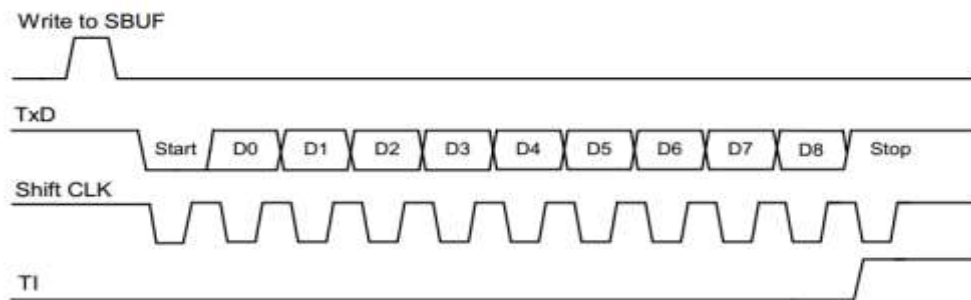 Write to SBUF
TxD
Start D0 D1 D2 D3 D4 D5 D6 D7 D8 Stop
Shift CLK
TI